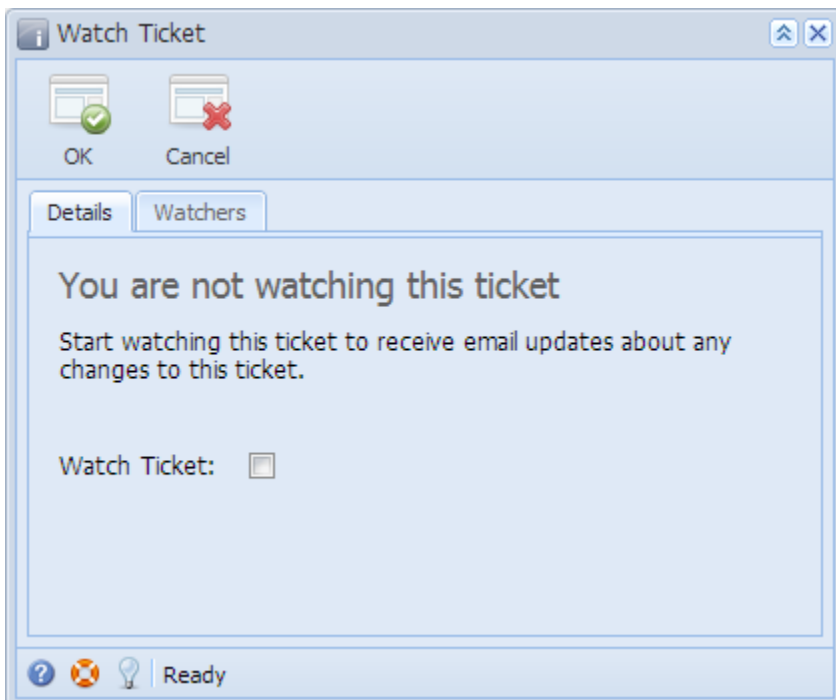 Watch Ticket
OK
Cancel
Details
Watchers
You are not watching this ticket
Start watching this ticket to receive email updates about any
changes to this ticket.
Watch Ticket:
Ready